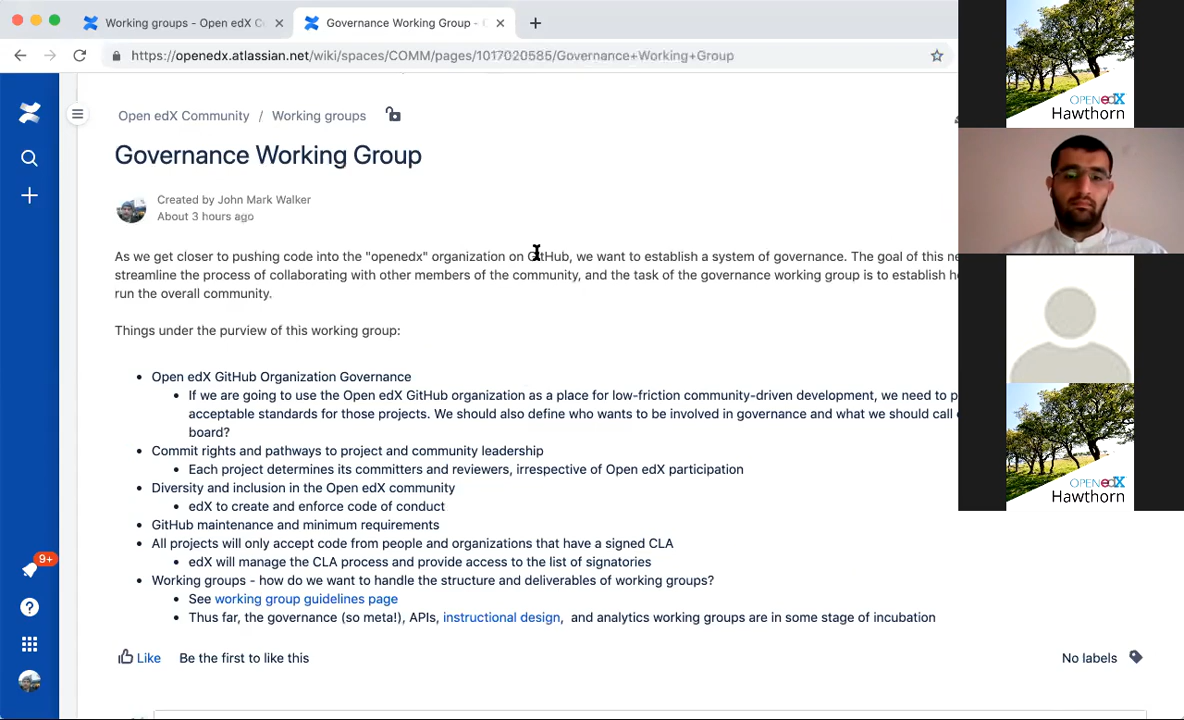 Working groups - Open edX C
Governance Working Group -
https://openedx.atlassian.net/wiki/spaces/COMM/pages/1017020585/Governance+Working+Group
Open edX Community / Working groups
Governance Working Group
Created by John Mark Walker
About 3 hours ago
As we get closer to pushing code into the "openedx" organization on GitHub, we want to establish a system of governance. The goal of this ne
streamline the process of collaborating with other members of the community, and the task of the governance working group is to establish h
run the overall community.
Things under the purview of this working group:
• Open edX GitHub Organization Governance
• If we are going to use the Open edX GitHub organization as a place for low-friction community-driven development, we need to p
acceptable standards for those projects. We should also define who wants to be involved in governance and what we should call
board?
• Commit rights and pathways to project and community leadership
• Each project determines its committers and reviewers, irrespective of Open edX participation
• Diversity and inclusion in the Open edX community
• edX to create and enforce code of conduct
• GitHub maintenance and minimum requirements
• All projects will only accept code from people and organizations that have a signed CLA
• edX will manage the CLA process and provide access to the list of signatories
• Working groups - how do we want to handle the structure and deliverables of working groups?
• See working group guidelines page
• Thus far, the governance (so meta!), APIs, instructional design, and analytics working groups are in some stage of incubation
Like Be the first to like this
No labels
9+
OPEN edX
Hawthorn
OPEN edX
Hawthorn